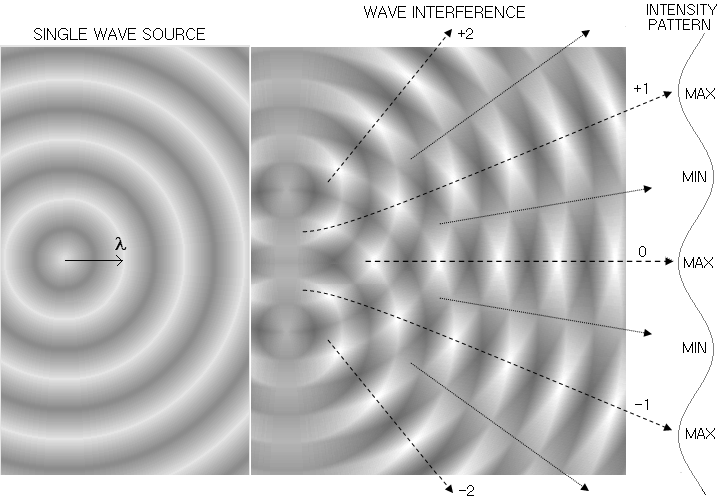 SINGLE WAVE SOURCE
WAVE INTERFERENCE
INTENSITY
PATTERN
λ
+2
+1
MAX
MIN
0
MAX
MIN
-1
MAX
-2